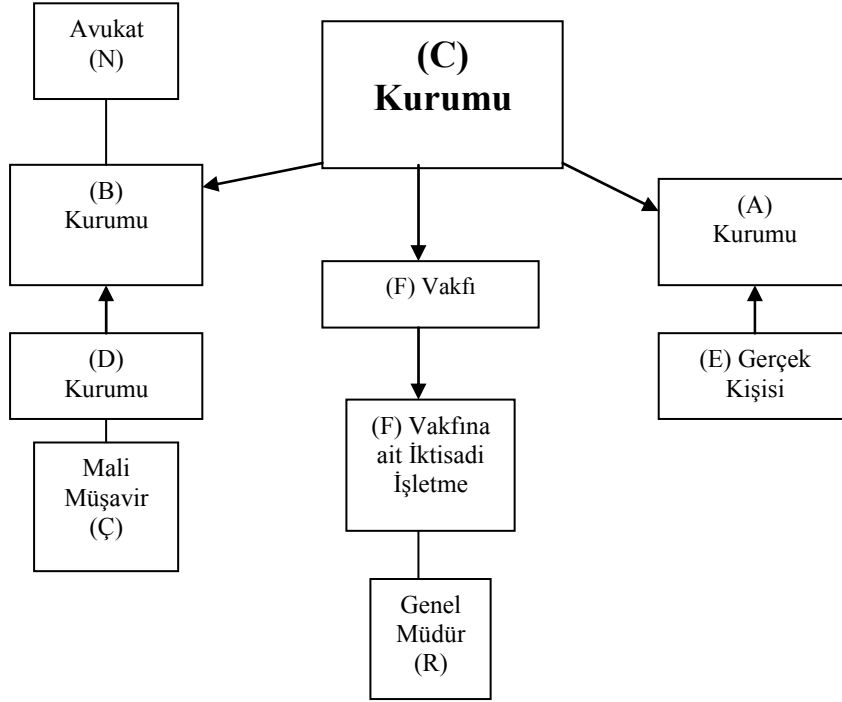 Avukat
(N)
(C)
Kurumu
(B)
Kurumu
(A)
Kurumu
(F) Vakfı
(D)
Kurumu
(E) Gerçek
Kişisi
(F) Vakfına
ait İktisadi
İşletme
Mali
Müşavir
(Ç)
Genel
Müdür
(R)